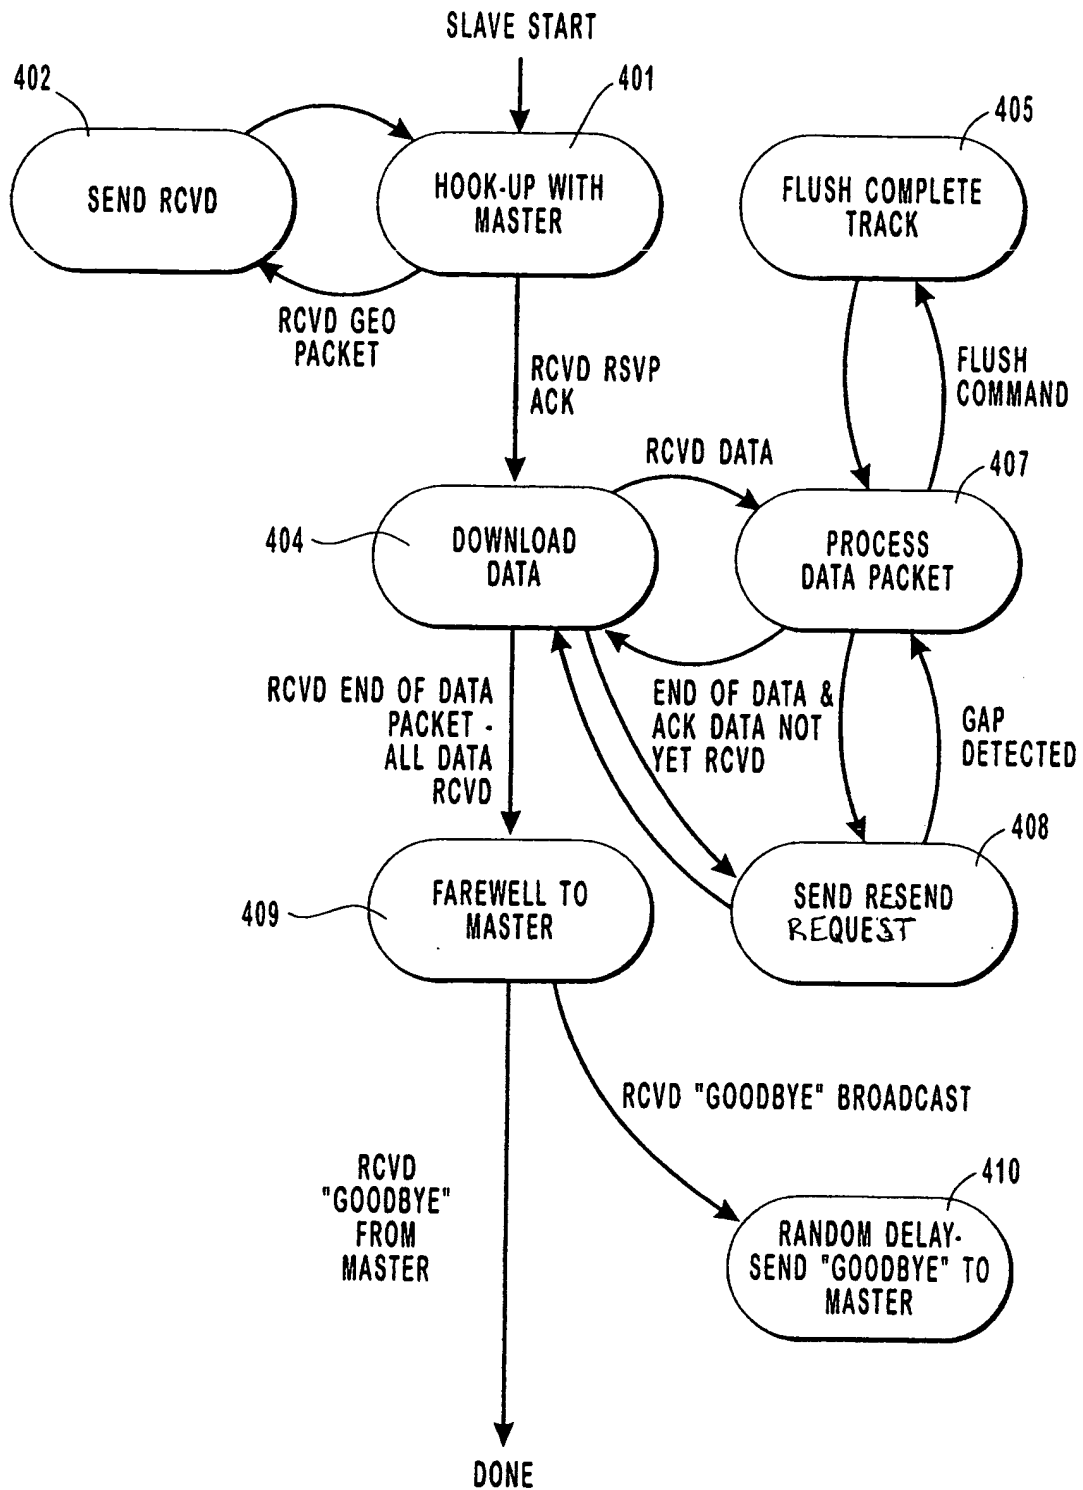 SLAVE START
402
401
405
SEND RCVD
HOOK-UP WITH
MASTER
FLUSH COMPLETE
TRACK
RCVD GEO
PACKET
RCVD RSVP
ACK
FLUSH
COMMAND
RCVD DATA
407
404
DOWNLOAD
DATA
PROCESS
DATA PACKET
RCVD END OF DATA
PACKET -
ALL DATA
RCVD
END OF DATA &
ACK DATA NOT
YET RCVD
GAP
DETECTED
408
409
FAREWELL TO
MASTER
SEND RESEND
REQUEST
RCVD "GOODBYE" BROADCAST
RCVD
"GOODBYE"
FROM
MASTER
410
RANDOM DELAY-
SEND "GOODBYE" TO
MASTER
DONE